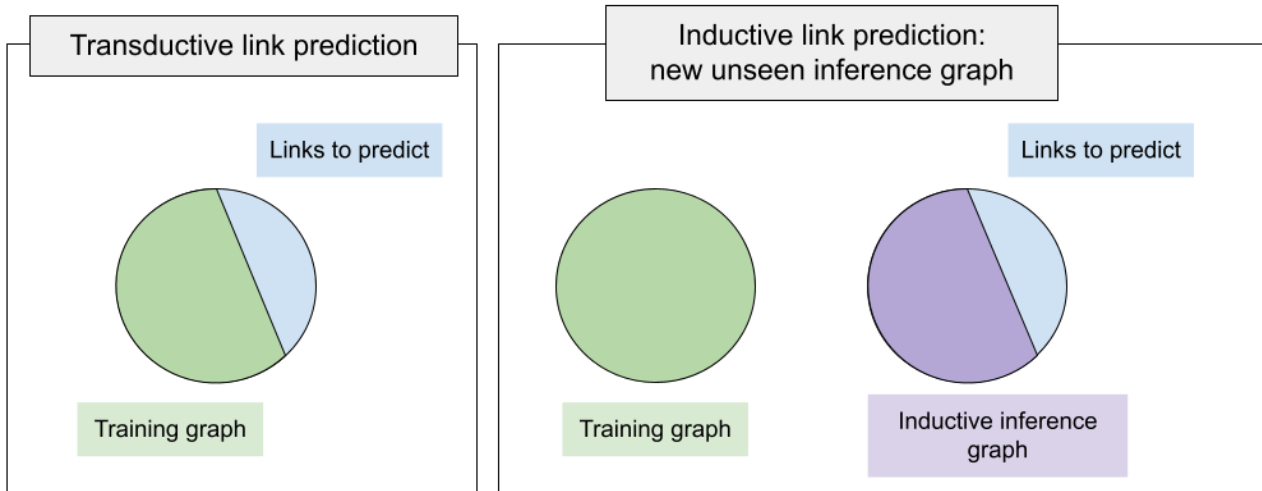 Transductive link prediction
Links to predict
Training graph
Inductive link prediction:
new unseen inference graph
Links to predict
Training graph
Inductive inference
graph